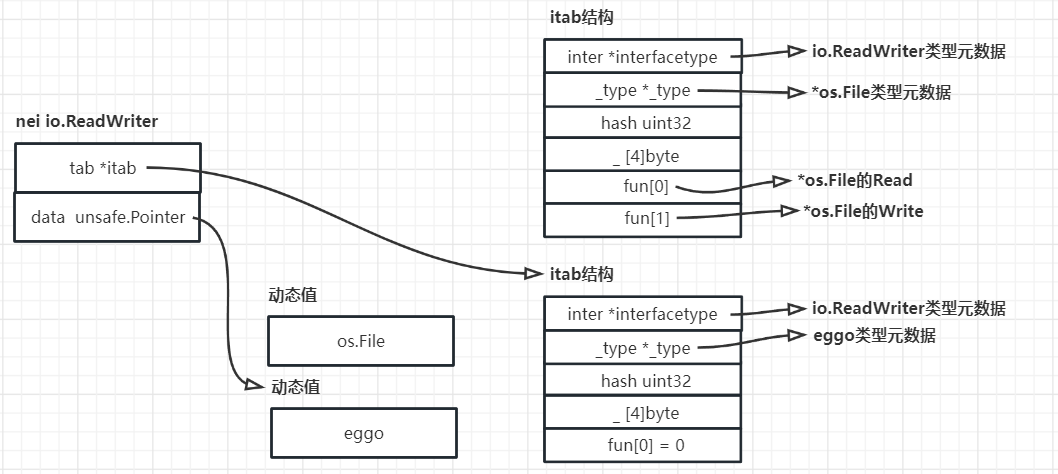 nei io.ReadWriter
tab *itab
data unsafe.Pointer
动态值
os.File
动态值
eggo
itab结构
inter *interfacetype
io.ReadWriter类型元数据
_type *_type
*os.File类型元数据
hash uint32
_ [4]byte
fun[0]
*os.File的Read
fun[1]
*os.File的Write
itab结构
inter *interfacetype
io.ReadWriter类型元数据
_type *_type
eggo类型元数据
hash uint32
_ [4]byte
fun[0] = 0